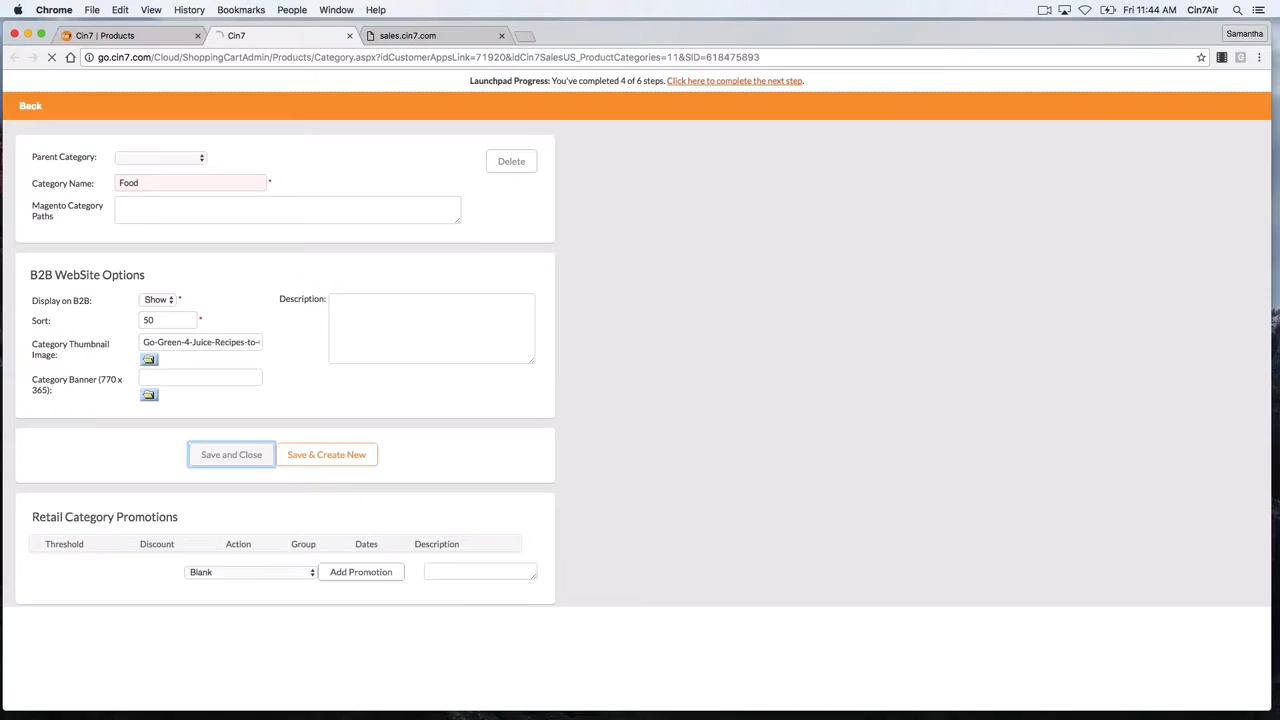 Chrome File Edit View History Bookmarks People Window Help Fri 11:44 AM Cin7Air
Cin7 | Products Cin7 sales.cin7.com Samantha
go.cin7.com/Cloud/ShoppingCartAdmin/Products/Category.aspx?idCustomerAppsLink=71920&idCin7SalesUS_ProductCategories=11&SID=618475893
Launchpad Progress: You've completed 4 of 6 steps. Click here to complete the next step.
Back
Parent Category:
Delete
Category Name: Food *
Magento Category
Paths
B2B WebSite Options
Display on B2B: Show * Description:
Sort: 50 *
Category Thumbnail
Image: Go-Green-4-Juice-Recipes-to-
Category Banner (770 x
365):
Save and Close Save & Create New
Retail Category Promotions
Threshold Discount Action Group Dates Description
Blank Add Promotion